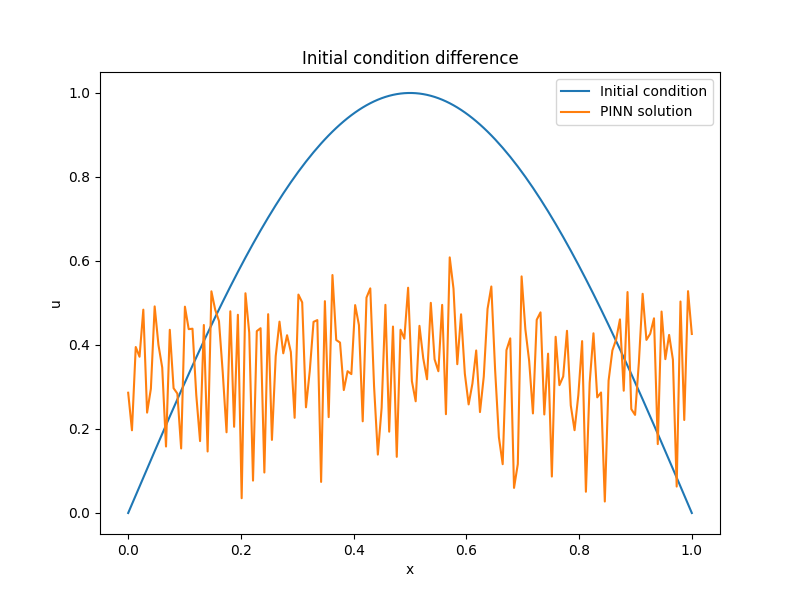 Initial condition difference
Initial condition
PINN solution
1.0
0.8
0.6
0.4
0.2
0.0
u
0.0 0.2 0.4 0.6 0.8 1.0
x